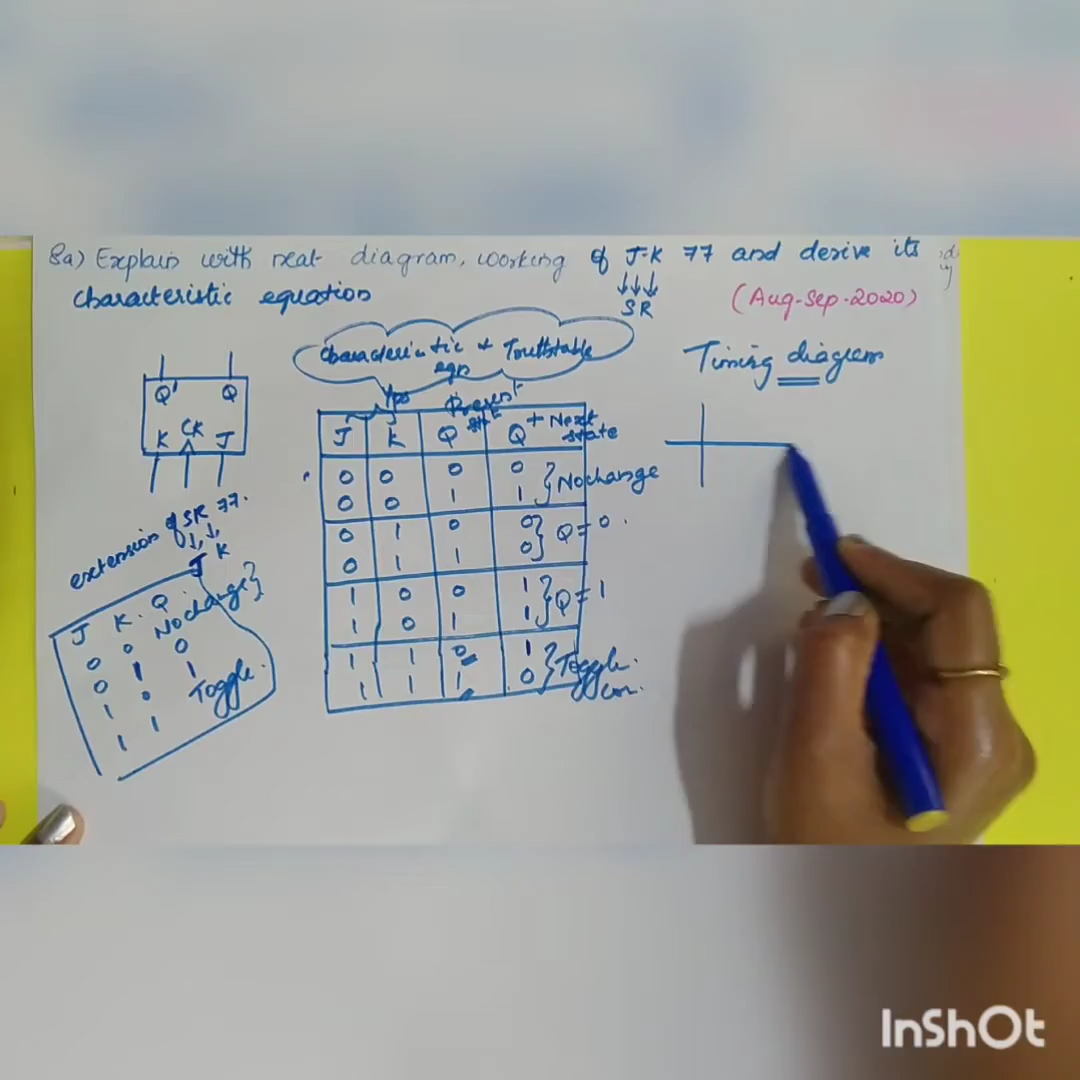 8a) Explain with neat diagram, working of J-K 77 and derive its
characteristic equation
SR
(Aug-Sep-2020)
Characteristic & Truthtable
eqn
Timing diagram
Q' Q
K CK J
extension of SR 77.
J K
J K Q
0 0 No change}
0 1 0
1 0 1
1 1 Toggle.
Present
J K Q Q+ Next
state
0 0 0 0 } No change
0 0 1 1
0 1 0 0 } Q = 0.
0 1 1 0
1 0 0 1 } Q = 1
1 0 1 1
1 1 0 1 } Toggle.
1 1 1 0 con.
InShOt